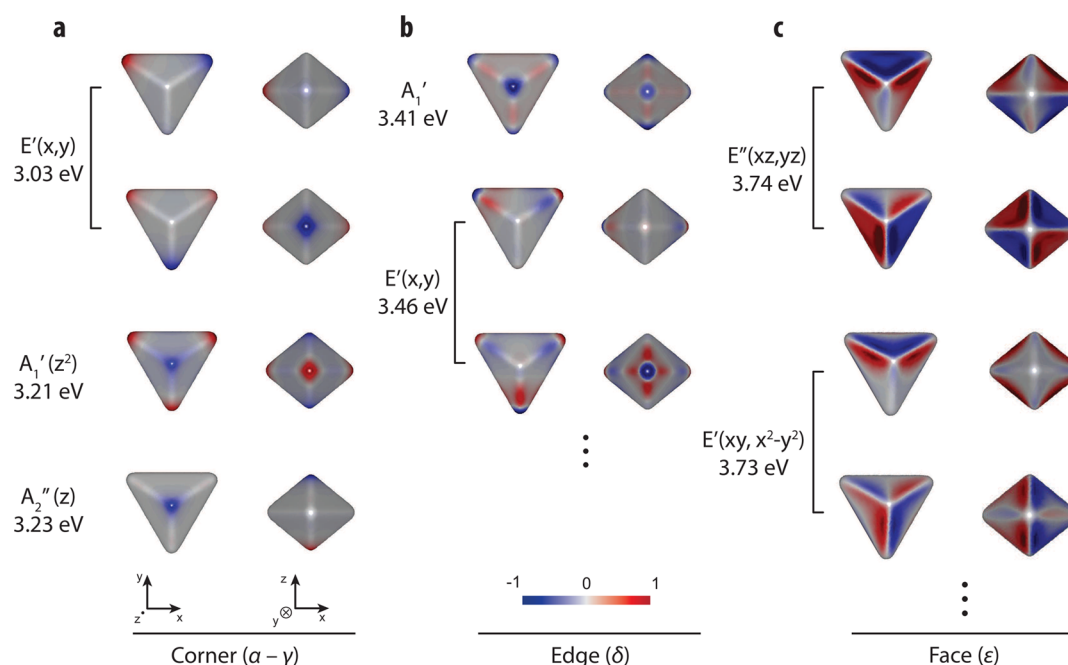 a
E′(x,y)
3.03 eV
A₁′ (z²)
3.21 eV
A₂″ (z)
3.23 eV
y
z
x
z
y
x
Corner (α – γ)
b
A₁′
3.41 eV
E′(x,y)
3.46 eV
-1 0 1
Edge (δ)
c
E″(xz,yz)
3.74 eV
E′(xy, x²-y²)
3.73 eV
Face (ε)